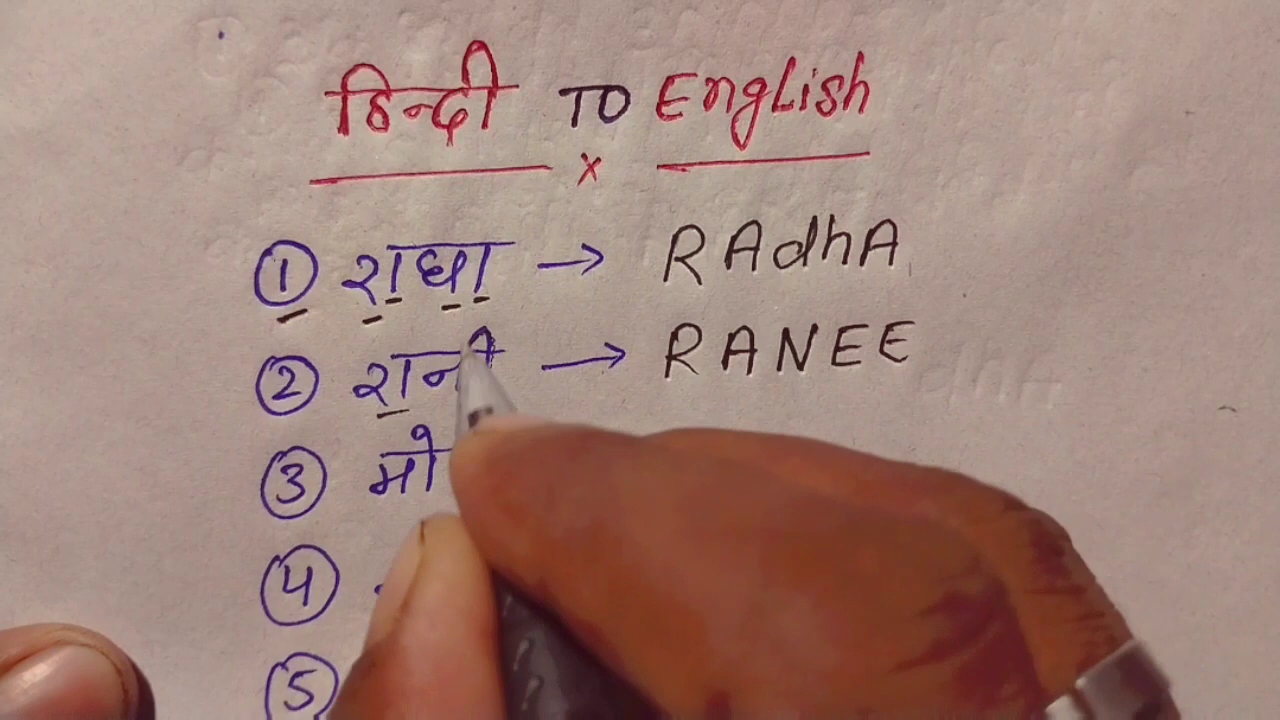 हिन्दी TO English
x
① राधा → RAdhA
② रानी → RANEE
③
④
⑤